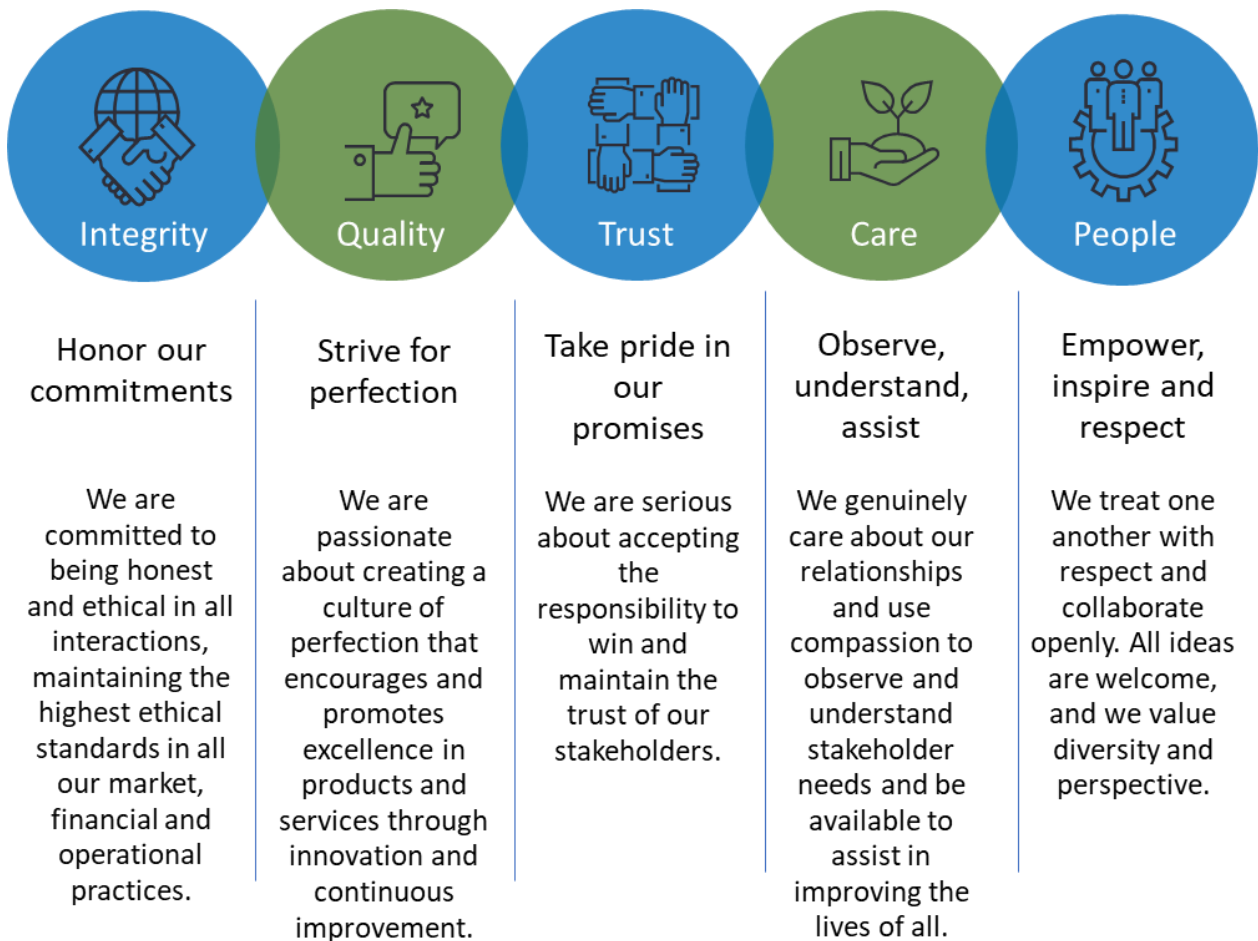 Integrity
Quality
Trust
Care
People
Honor our
commitments
Strive for
perfection
Take pride in
our
promises
Observe,
understand,
assist
Empower,
inspire and
respect
We are
committed to
being honest
and ethical in all
interactions,
maintaining the
highest ethical
standards in all
our market,
financial and
operational
practices.
We are
passionate
about creating a
culture of
perfection that
encourages and
promotes
excellence in
products and
services through
innovation and
continuous
improvement.
We are serious
about accepting
the
responsibility to
win and
maintain the
trust of our
stakeholders.
We genuinely
care about our
relationships
and use
compassion to
observe and
understand
stakeholder
needs and be
available to
assist in
improving the
lives of all.
We treat one
another with
respect and
collaborate
openly. All ideas
are welcome,
and we value
diversity and
perspective.